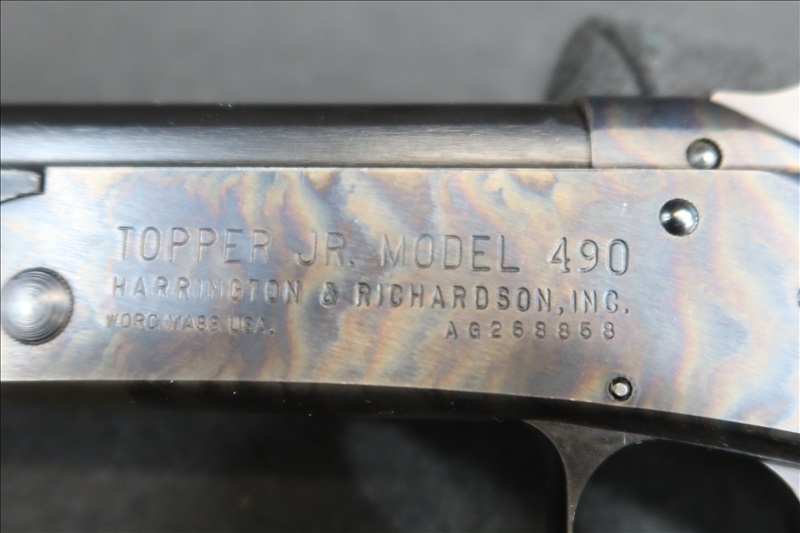 TOPPER JR. MODEL 490
HARRINGTON & RICHARDSON, INC.
WORC. MASS. USA. AG268858